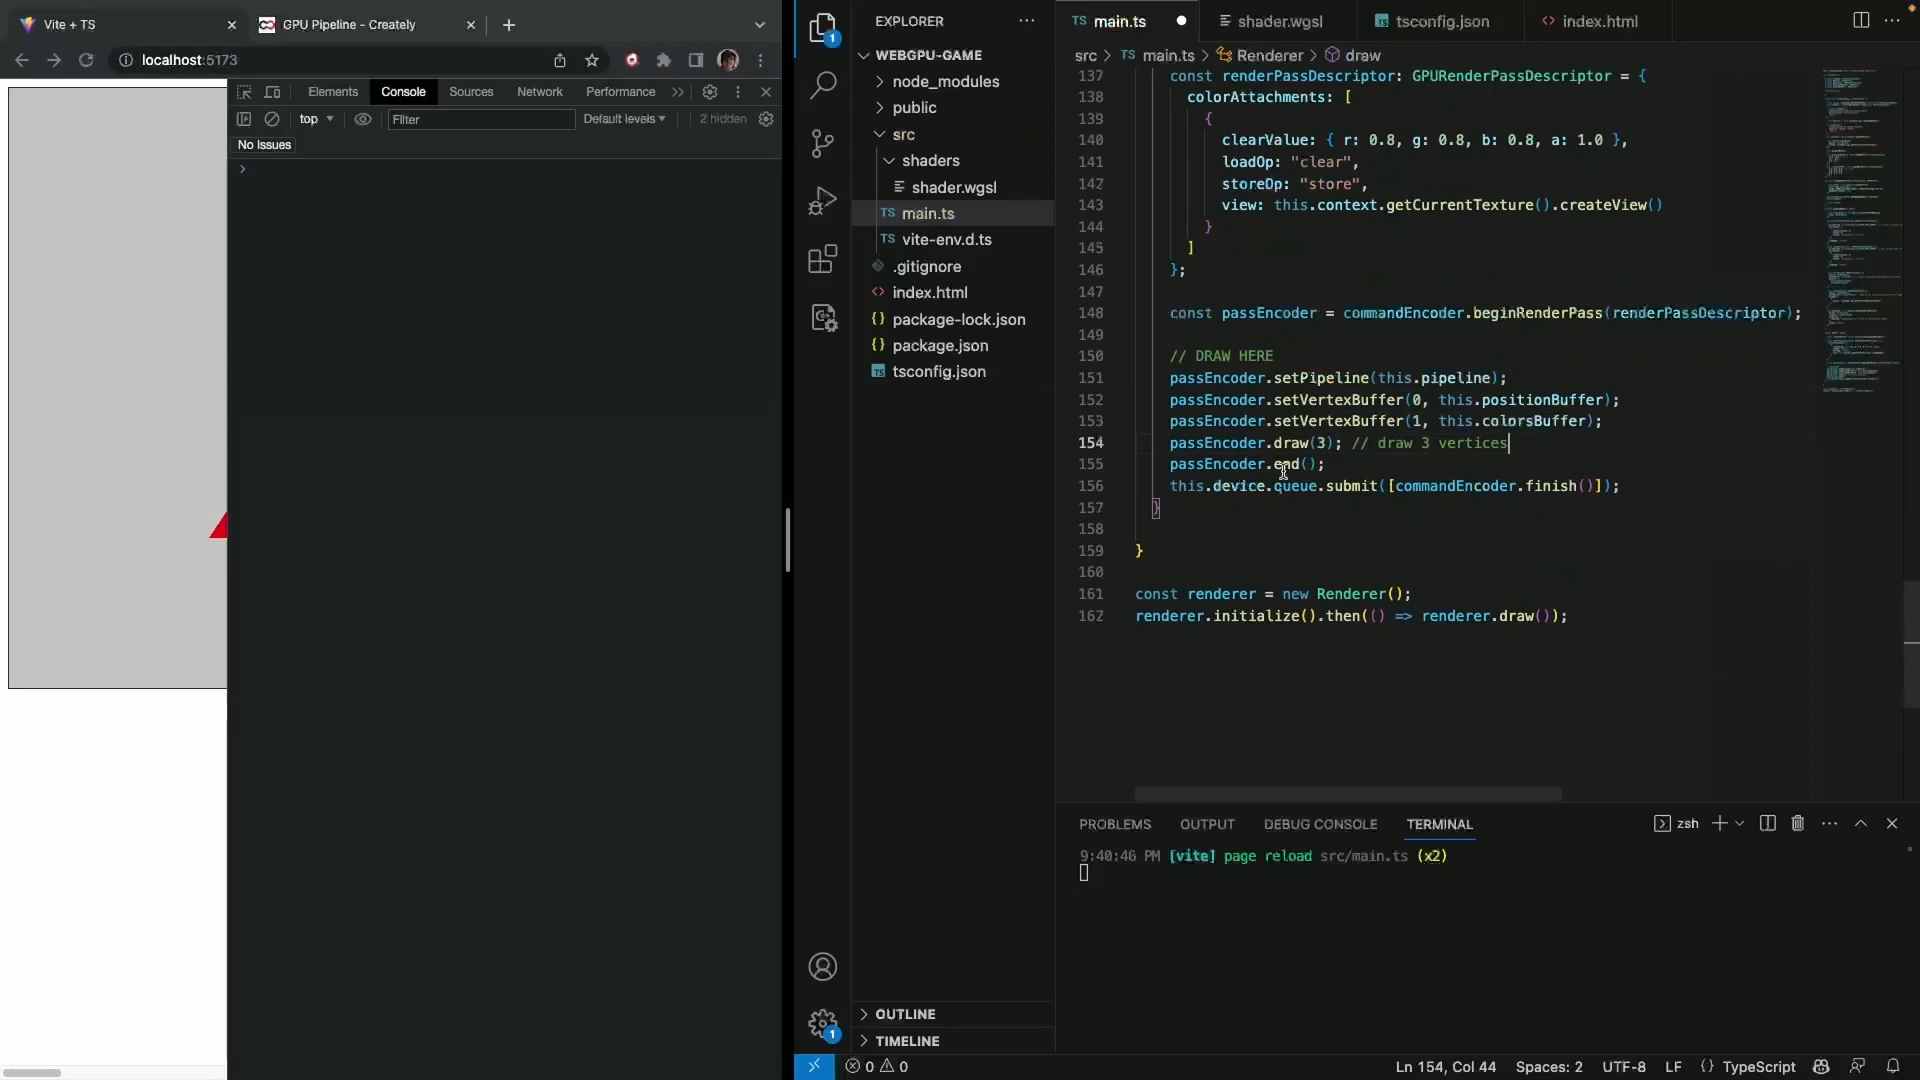 Vite + TS
GPU Pipeline - Creately
localhost:5173
Elements
Console
Sources
Network
Performance
top
Filter
Default levels
2 hidden
No Issues
EXPLORER
WEBGPU-GAME
node_modules
public
src
shaders
shader.wgsl
TS main.ts
TS vite-env.d.ts
.gitignore
<> index.html
{} package-lock.json
{} package.json
TS tsconfig.json
OUTLINE
TIMELINE
1
1
TS main.ts
shader.wgsl
TS tsconfig.json
<> index.html
src > TS main.ts > Renderer > draw
137 const renderPassDescriptor: GPURenderPassDescriptor = {
138 colorAttachments: [
139 {
140 clearValue: { r: 0.8, g: 0.8, b: 0.8, a: 1.0 },
141 loadOp: "clear",
142 storeOp: "store",
143 view: this.context.getCurrentTexture().createView()
144 }
145 ]
146 };
147
148 const passEncoder = commandEncoder.beginRenderPass(renderPassDescriptor);
149
150 // DRAW HERE
151 passEncoder.setPipeline(this.pipeline);
152 passEncoder.setVertexBuffer(0, this.positionBuffer);
153 passEncoder.setVertexBuffer(1, this.colorsBuffer);
154 passEncoder.draw(3); // draw 3 vertices
155 passEncoder.end();
156 this.device.queue.submit([commandEncoder.finish()]);
157 }
158
159 }
160
161 const renderer = new Renderer();
162 renderer.initialize().then(() => renderer.draw());
PROBLEMS
OUTPUT
DEBUG CONSOLE
TERMINAL
zsh
9:40:46 PM [vite] page reload src/main.ts (x2)
0 0
Ln 154, Col 44
Spaces: 2
UTF-8
LF
{} TypeScript